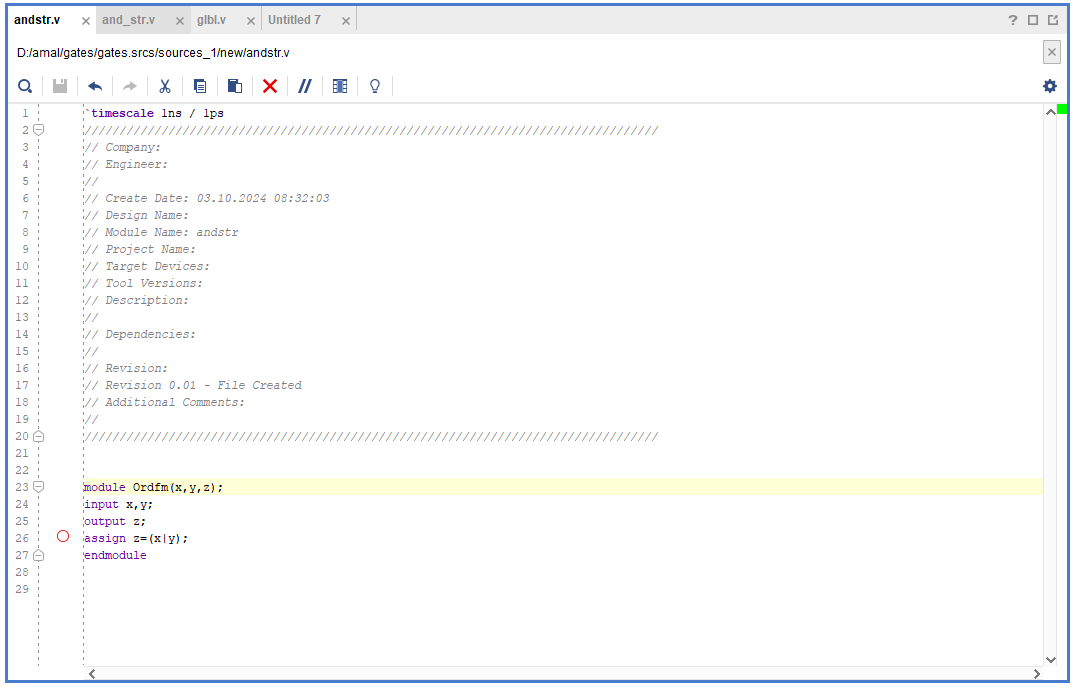 andstr.v
and_str.v
glbl.v
Untitled 7
D:/amal/gates/gates.srcs/sources_1/new/andstr.v
1 `timescale 1ns / 1ps
2 //////////////////////////////////////////////////////////////////////////////////
3 // Company:
4 // Engineer:
5 //
6 // Create Date: 03.10.2024 08:32:03
7 // Design Name:
8 // Module Name: andstr
9 // Project Name:
10 // Target Devices:
11 // Tool Versions:
12 // Description:
13 //
14 // Dependencies:
15 //
16 // Revision:
17 // Revision 0.01 - File Created
18 // Additional Comments:
19 //
20 //////////////////////////////////////////////////////////////////////////////////
21
22
23 module Ordfm(x,y,z);
24 input x,y;
25 output z;
26 assign z=(x|y);
27 endmodule
28
29